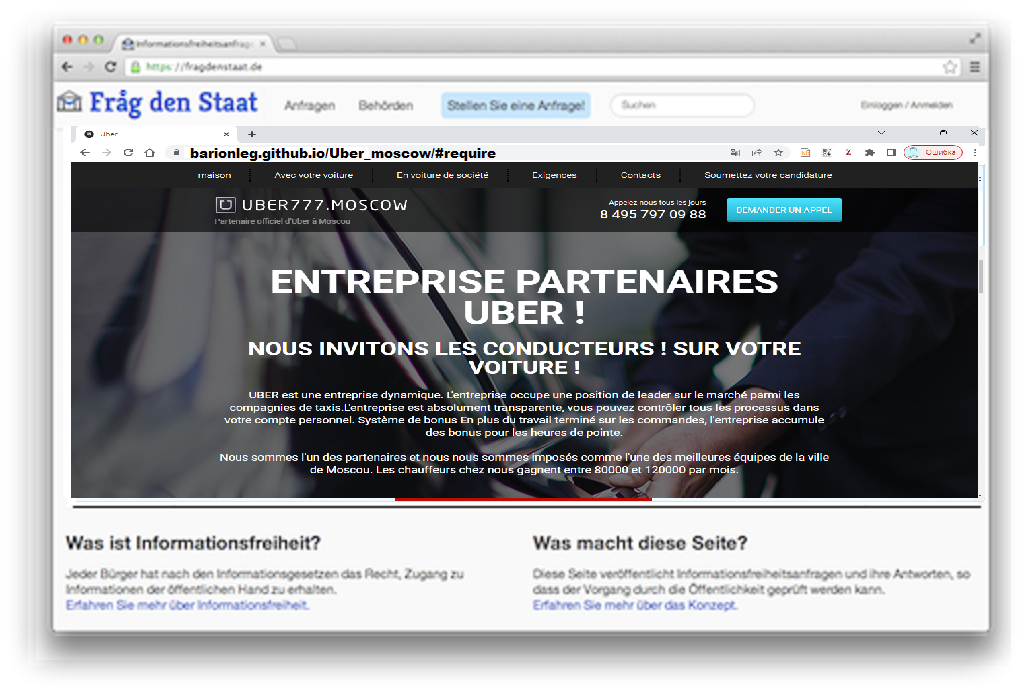 Informationsfreiheitsanfrag
https://fragdenstaat.de
Fråg den Staat
Anfragen
Behörden
Stellen Sie eine Anfrage!
Suchen
Einloggen / Anmelden
Uber
barionleg.github.io/Uber_moscow/#require
Ошибка
maison
Avec votre voiture
En voiture de société
Exigences
Contacts
Soumettez votre candidature
UBER777.MOSCOW
Partenaire officiel d'Uber à Moscou
Appelez-nous tous les jours
8 495 797 09 88
DEMANDER UN APPEL
ENTREPRISE PARTENAIRES
UBER !
NOUS INVITONS LES CONDUCTEURS ! SUR VOTRE
VOITURE !
UBER est une entreprise dynamique. L'entreprise occupe une position de leader sur le marché parmi les
compagnies de taxis.L'entreprise est absolument transparente, vous pouvez contrôler tous les processus dans
votre compte personnel. Système de bonus En plus du travail terminé sur les commandes, l'entreprise accumule
des bonus pour les heures de pointe.
Nous sommes l'un des partenaires et nous nous sommes imposés comme l'une des meilleures équipes de la ville
de Moscou. Les chauffeurs chez nous gagnent entre 80000 et 120000 par mois.
Was ist Informationsfreiheit?
Jeder Bürger hat nach den Informationsgesetzen das Recht, Zugang zu
Informationen der öffentlichen Hand zu erhalten.
Erfahren Sie mehr über Informationsfreiheit.
Was macht diese Seite?
Diese Seite veröffentlicht Informationsfreiheitsanfragen und ihre Antworten, so
dass der Vorgang durch die Öffentlichkeit geprüft werden kann.
Erfahren Sie mehr über das Konzept.